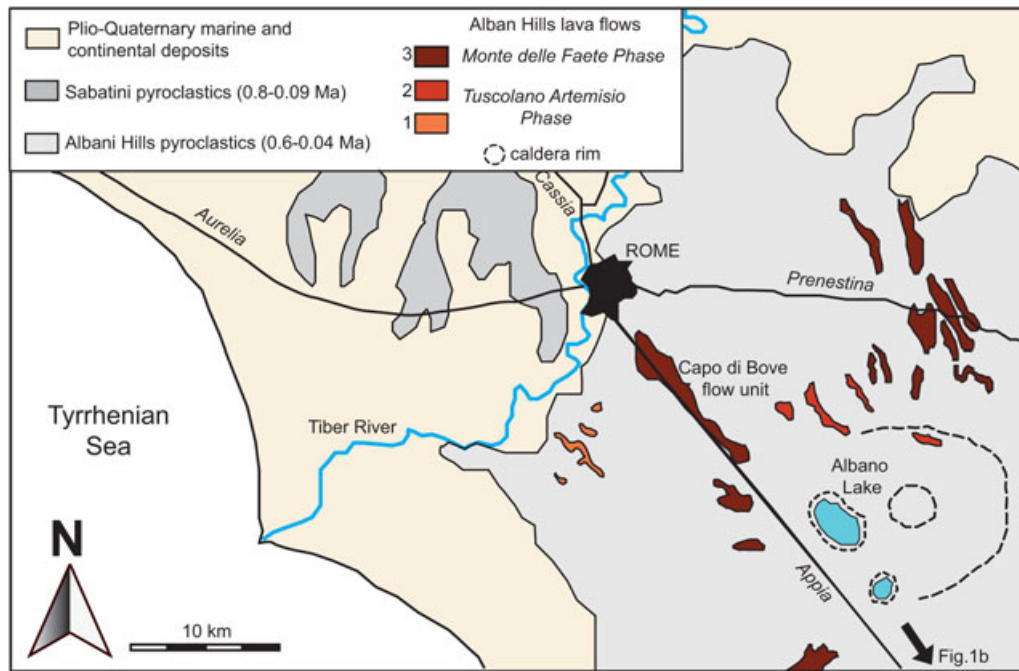 Plio-Quaternary marine and
continental deposits
Sabatini pyroclastics (0.8-0.09 Ma)
Albani Hills pyroclastics (0.6-0.04 Ma)
Alban Hills lava flows
3 Monte delle Faete Phase
2 Tuscolano Artemisio
1 Phase
caldera rim
Cassia
Aurelia
ROME
Prenestina
Capo di Bove
flow unit
Tyrrhenian
Sea
Tiber River
Albano
Lake
Appia
N
10 km
Fig.1b